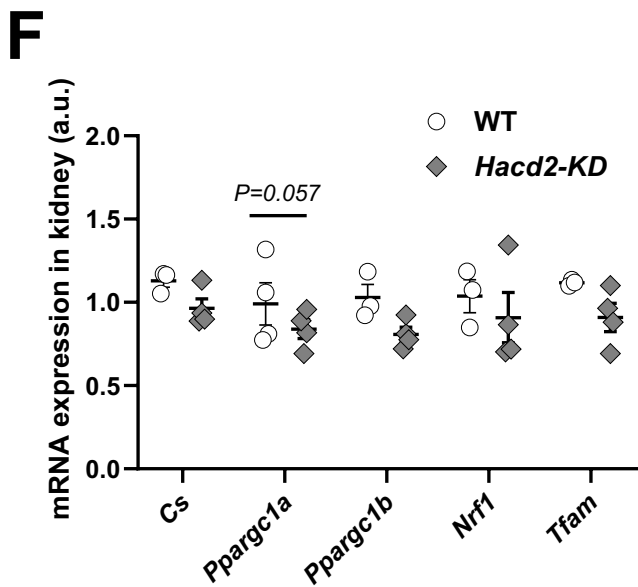 F
mRNA expression in kidney (a.u.)
WT
Hacd2-KD
P=0.057
2.0
1.5
1.0
0.5
0.0
Cs
Ppargc1a
Ppargc1b
Nrf1
Tfam